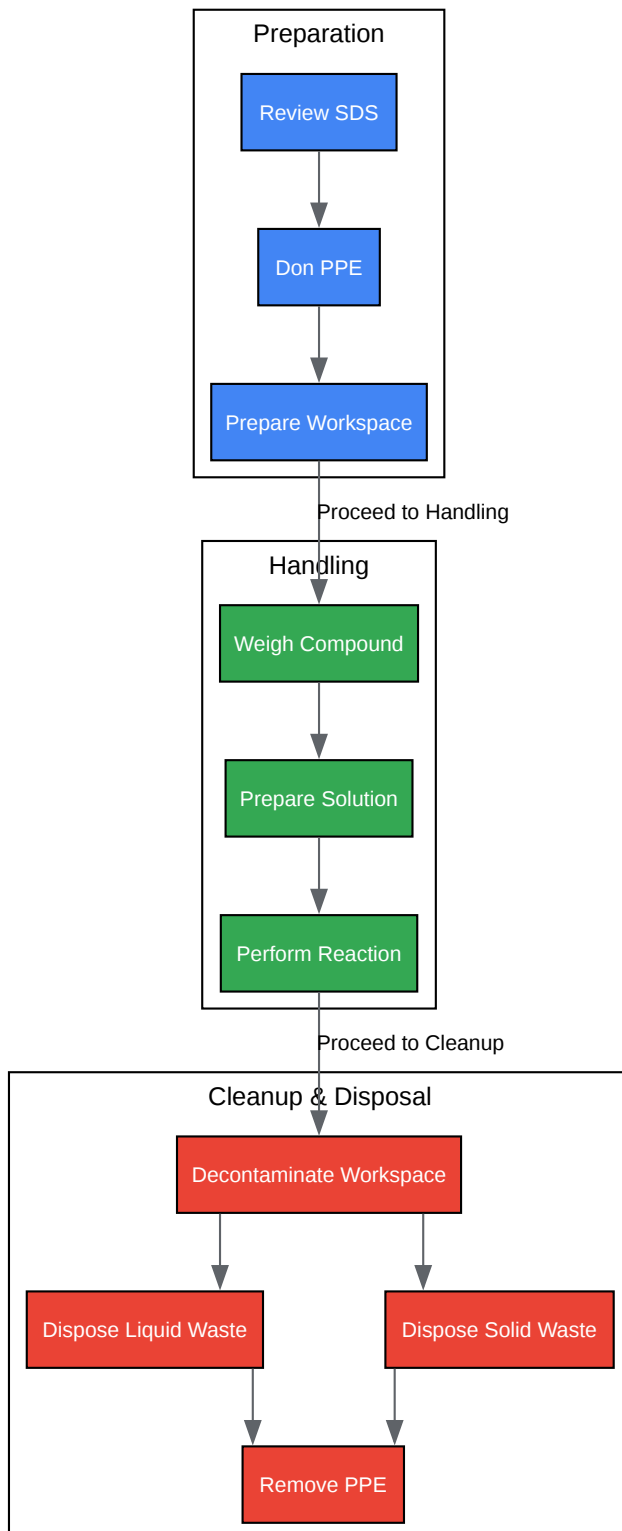 Preparation
Review SDS
Don PPE
Prepare Workspace
Proceed to Handling
Handling
Weigh Compound
Prepare Solution
Perform Reaction
Proceed to Cleanup
Cleanup & Disposal
Decontaminate Workspace
Dispose Liquid Waste
Dispose Solid Waste
Remove PPE